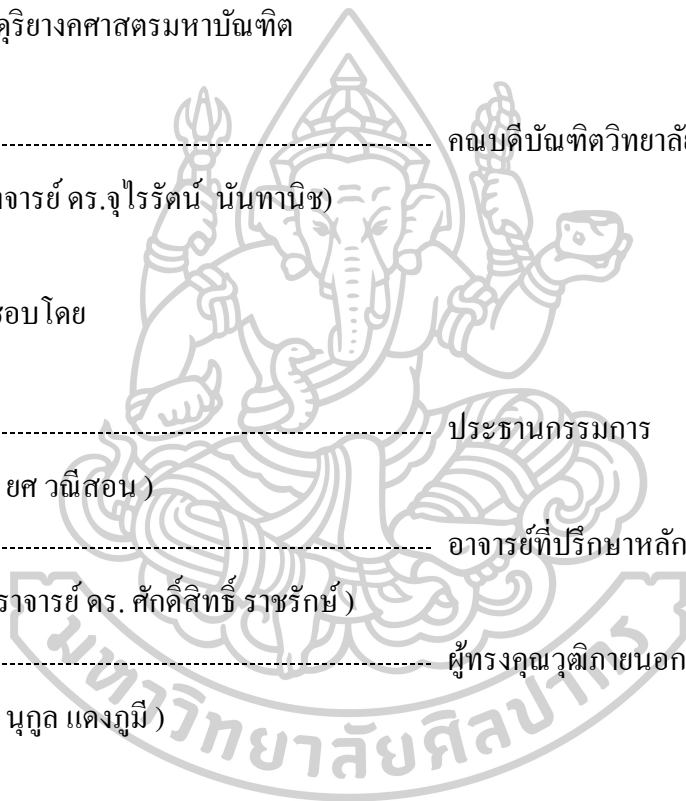 ดุริยางคศาสตรมหาบัณฑิต
คณบดีบัณฑิตวิทยาลัย
าจารย์ ดร.จุไรรัตน์ นันทานิช)
ชอบโดย
ประธานกรรมการ
ยศ วณีสอน )
อาจารย์ที่ปรึกษาหลัก
ราจารย์ ดร. ศักดิ์สิทธิ์ ราชรักษ์ )
ผู้ทรงคุณวุฒิภายนอก
นุกูล แดงภูมี )
มหาวิทยาลัยศิลปากร